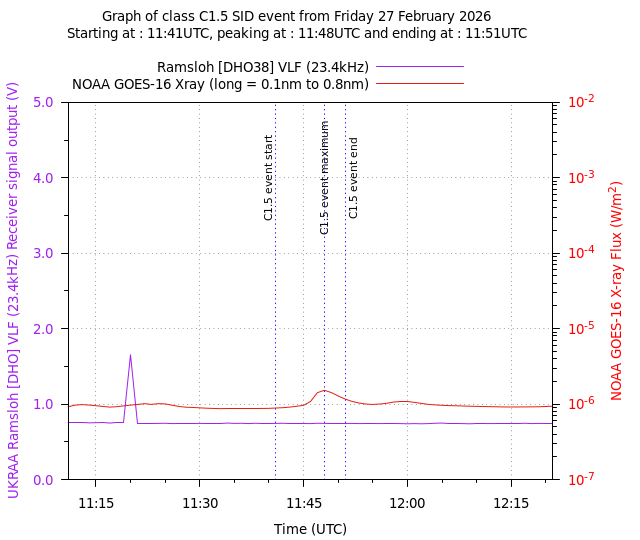 Graph of class C1.5 SID event from Friday 27 February 2026
Starting at : 11:41UTC, peaking at : 11:48UTC and ending at : 11:51UTC
Ramsloh [DHO38] VLF (23.4kHz)
NOAA GOES-16 Xray (long = 0.1nm to 0.8nm)
UKRAA Ramsloh [DHO] VLF (23.4kHz) Receiver signal output (V)
5.0
4.0
3.0
2.0
1.0
0.0
C1.5 event start
C1.5 event maximum
C1.5 event end
10⁻²
10⁻³
10⁻⁴
10⁻⁵
10⁻⁶
10⁻⁷
NOAA GOES-16 X-ray Flux (W/m²)
11:15 11:30 11:45 12:00 12:15
Time (UTC)